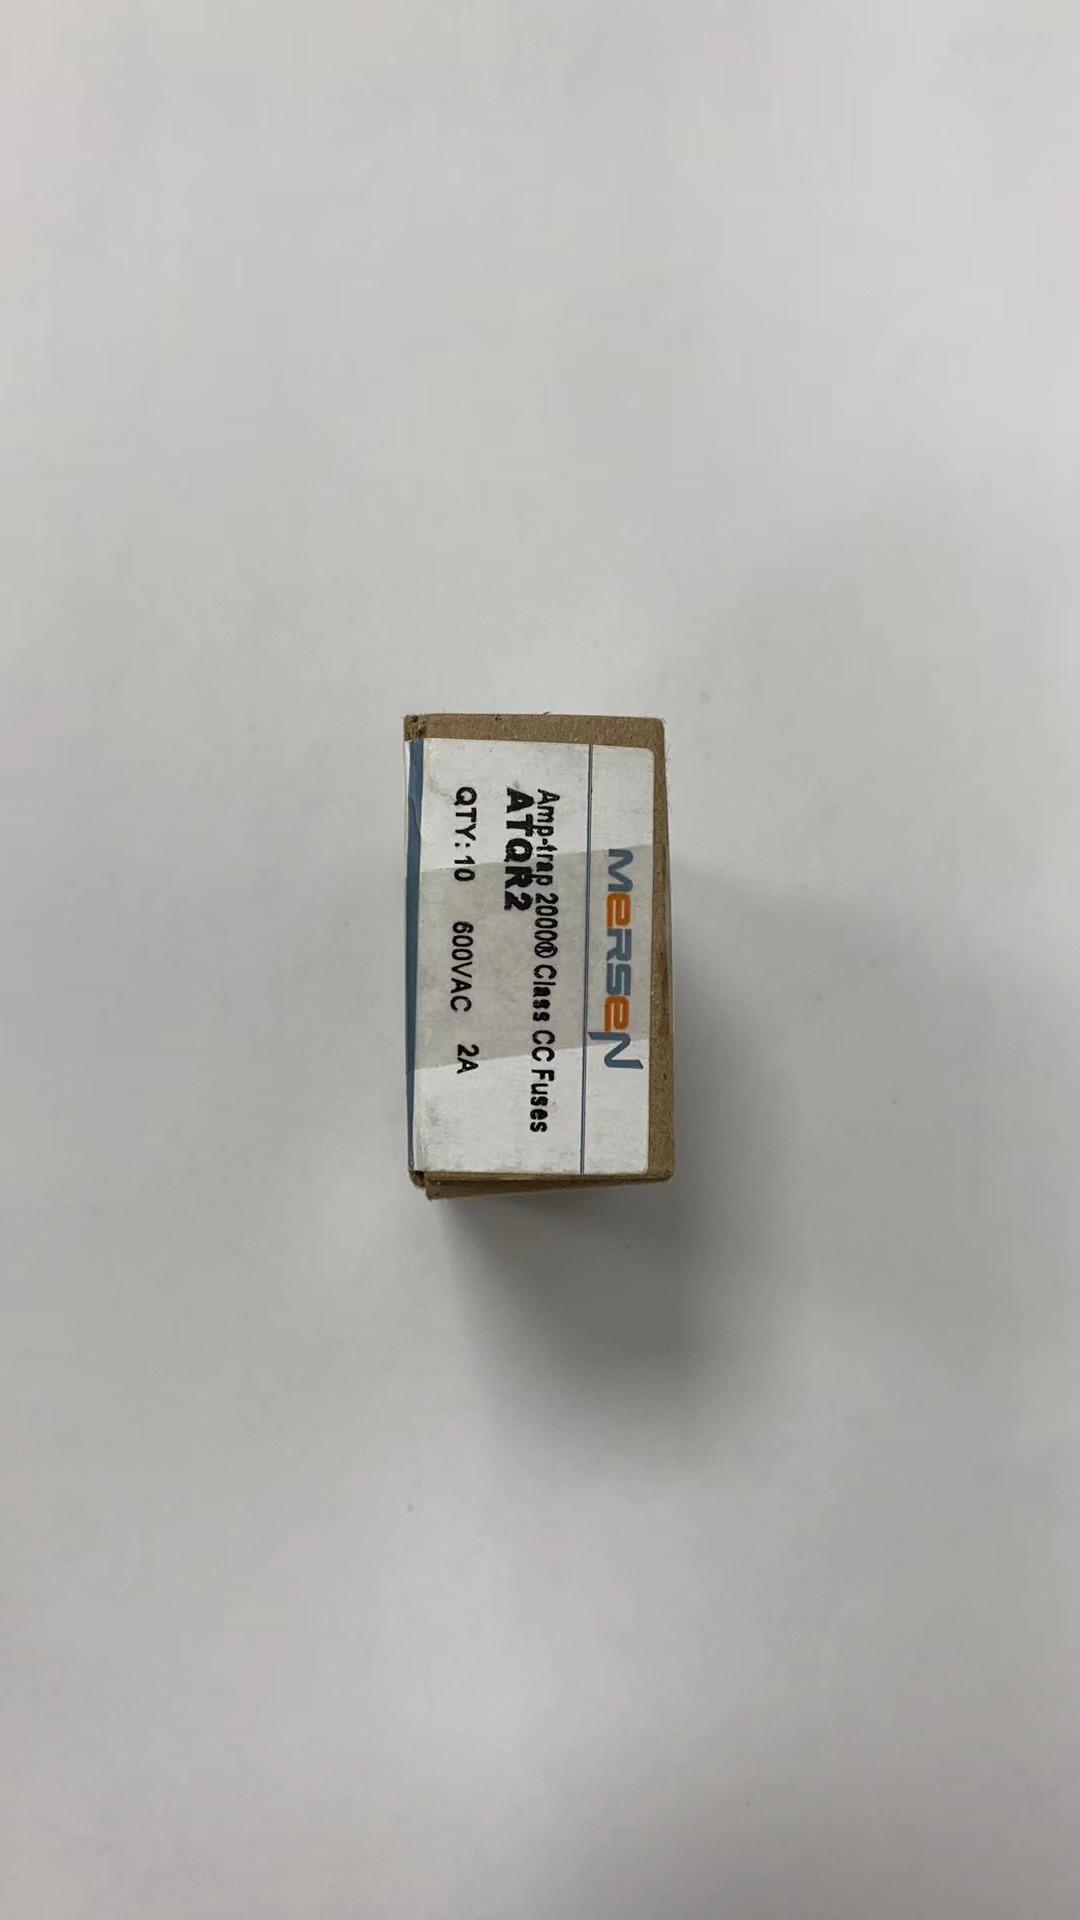 MERSEN
Amp-trap 2000® Class CC Fuses
ATQR2
QTY: 10 600VAC 2A